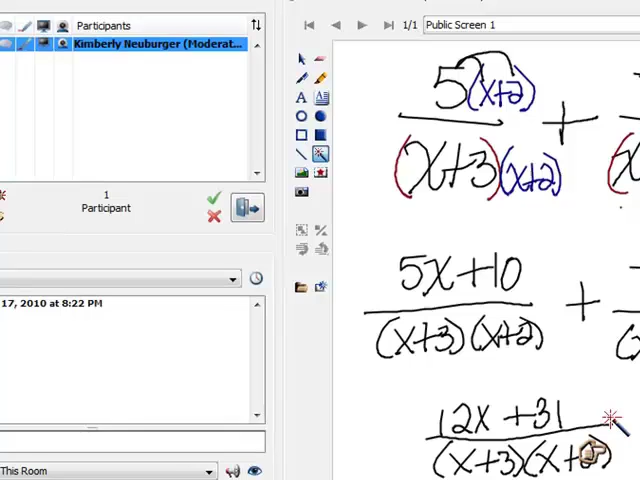 Participants
1/1 Public Screen 1
Kimberly Neuburger (Moderat...
A A
1
Participant
17, 2010 at 8:22 PM
This Room
5(x+2)
(x+3)(x+2)
+
5x+10
(x+3)(x+2)
+
12x+31
(x+3)(x+